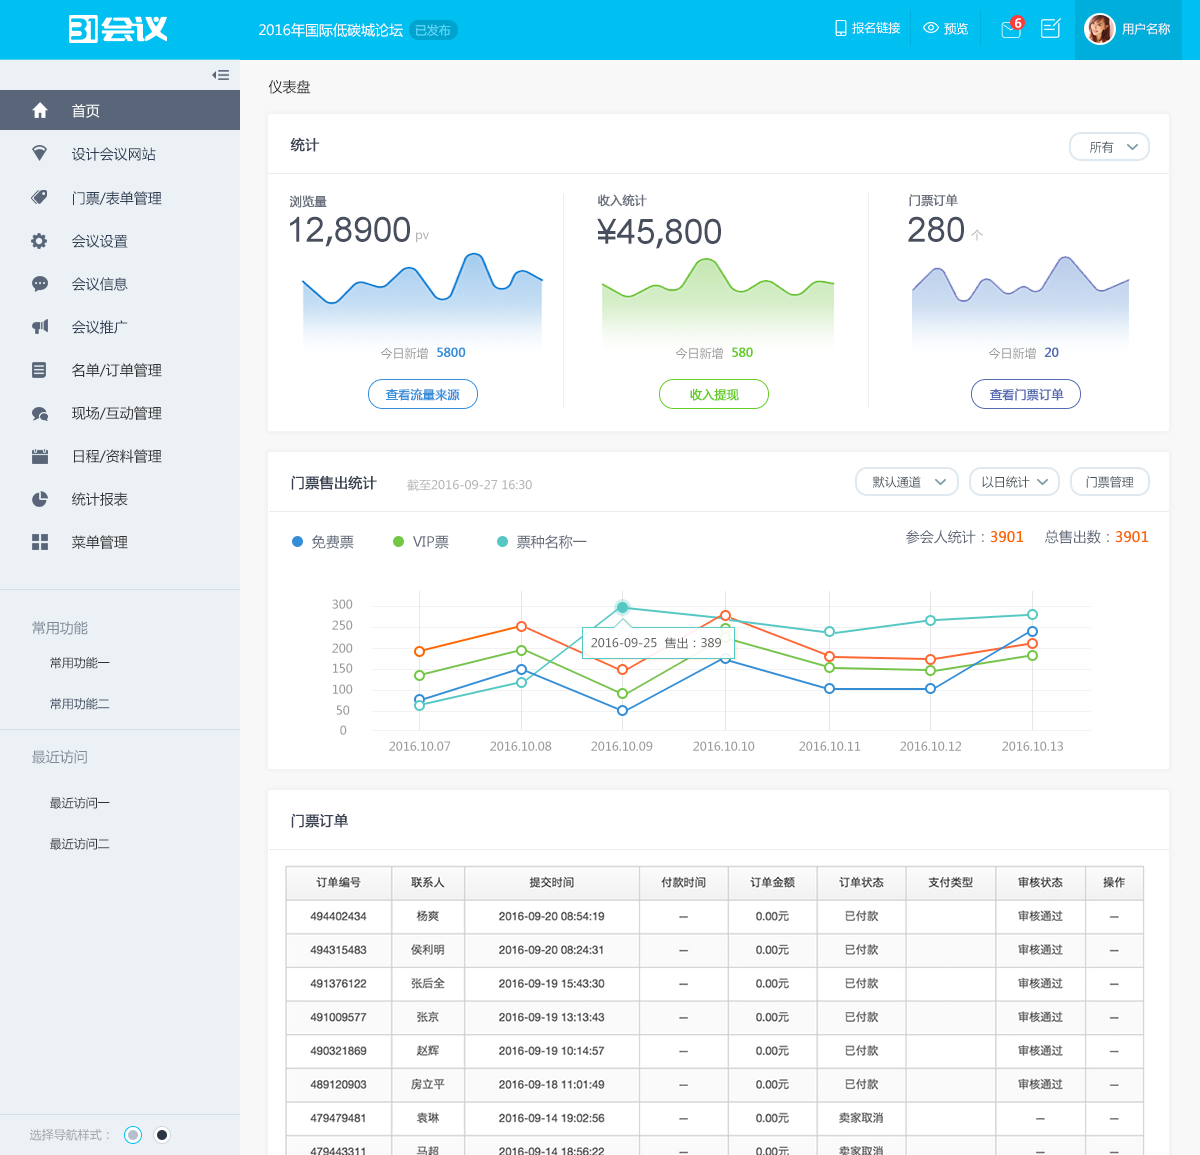 31会议
2016年国际低碳城论坛 已发布
报名链接 预览 6 用户名称
仪表盘
首页
设计会议网站
门票/表单管理
会议设置
会议信息
会议推广
名单/订单管理
现场/互动管理
日程/资料管理
统计报表
菜单管理
常用功能
常用功能一
常用功能二
最近访问
最近访问一
最近访问二
选择导航样式：
统计 所有
浏览量
12,8900 pv
今日新增 5800
查看流量来源
收入统计
¥45,800
今日新增 580
收入提现
门票订单
280 个
今日新增 20
查看门票订单
门票售出统计 截至2016-09-27 16:30 默认通道 以日统计 门票管理
免费票 VIP票 票种名称一 参会人统计：3901 总售出数：3901
300
250
200
150
100
50
0
2016-09-25 售出：389
2016.10.07 2016.10.08 2016.10.09 2016.10.10 2016.10.11 2016.10.12 2016.10.13
门票订单
订单编号 联系人 提交时间 付款时间 订单金额 订单状态 支付类型 审核状态 操作
494402434 杨爽 2016-09-20 08:54:19 — 0.00元 已付款 审核通过 —
494315483 侯利明 2016-09-20 08:24:31 — 0.00元 已付款 审核通过 —
491376122 张后全 2016-09-19 15:43:30 — 0.00元 已付款 审核通过 —
491009577 张京 2016-09-19 13:13:43 — 0.00元 已付款 审核通过 —
490321869 赵辉 2016-09-19 10:14:57 — 0.00元 已付款 审核通过 —
489120903 房立平 2016-09-18 11:01:49 — 0.00元 已付款 审核通过 —
479479481 袁琳 2016-09-14 19:02:56 — 0.00元 卖家取消 — —
479443311 马超 2016-09-14 18:56:22 — 0.00元 卖家取消 — —